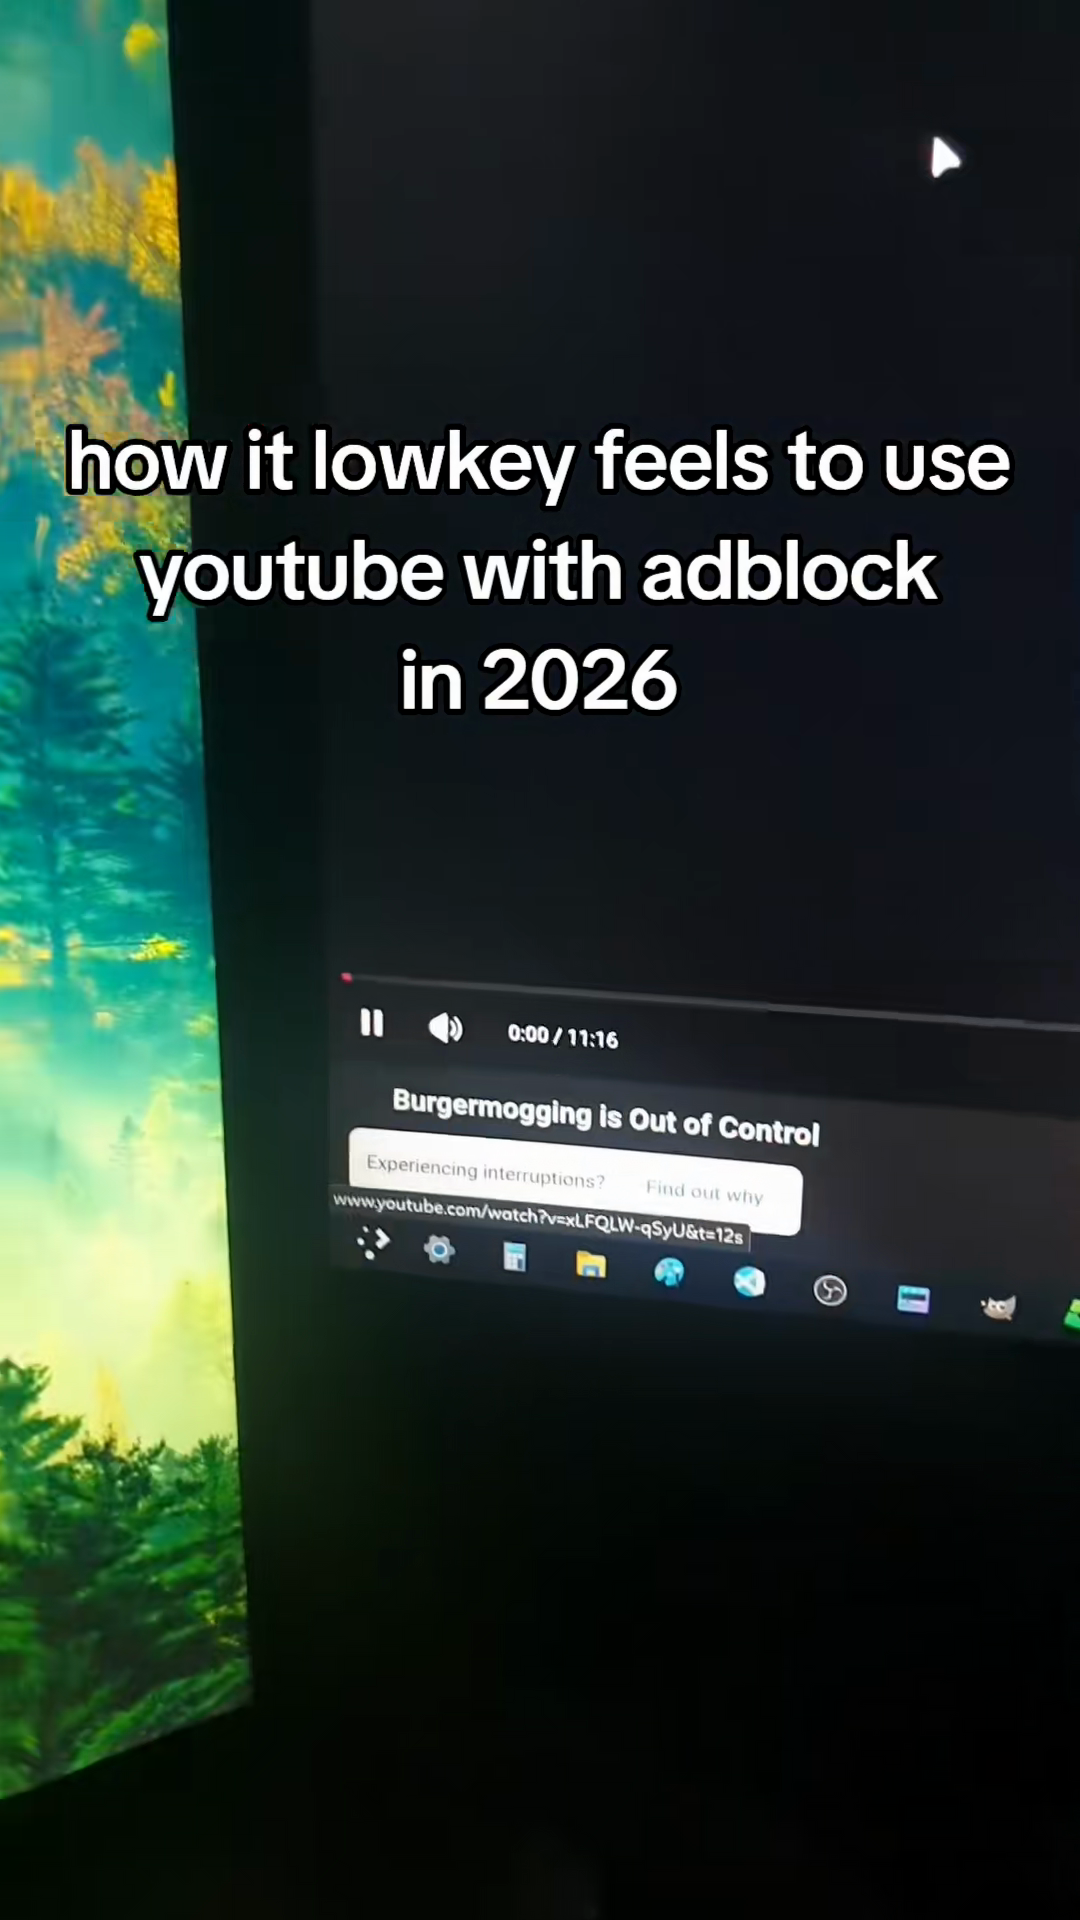 how it lowkey feels to use
youtube with adblock
in 2026
0:00 / 11:16
Burgermogging is Out of Control
Experiencing interruptions? Find out why
www.youtube.com/watch?v=xLFQLW-qSyU&t=12s